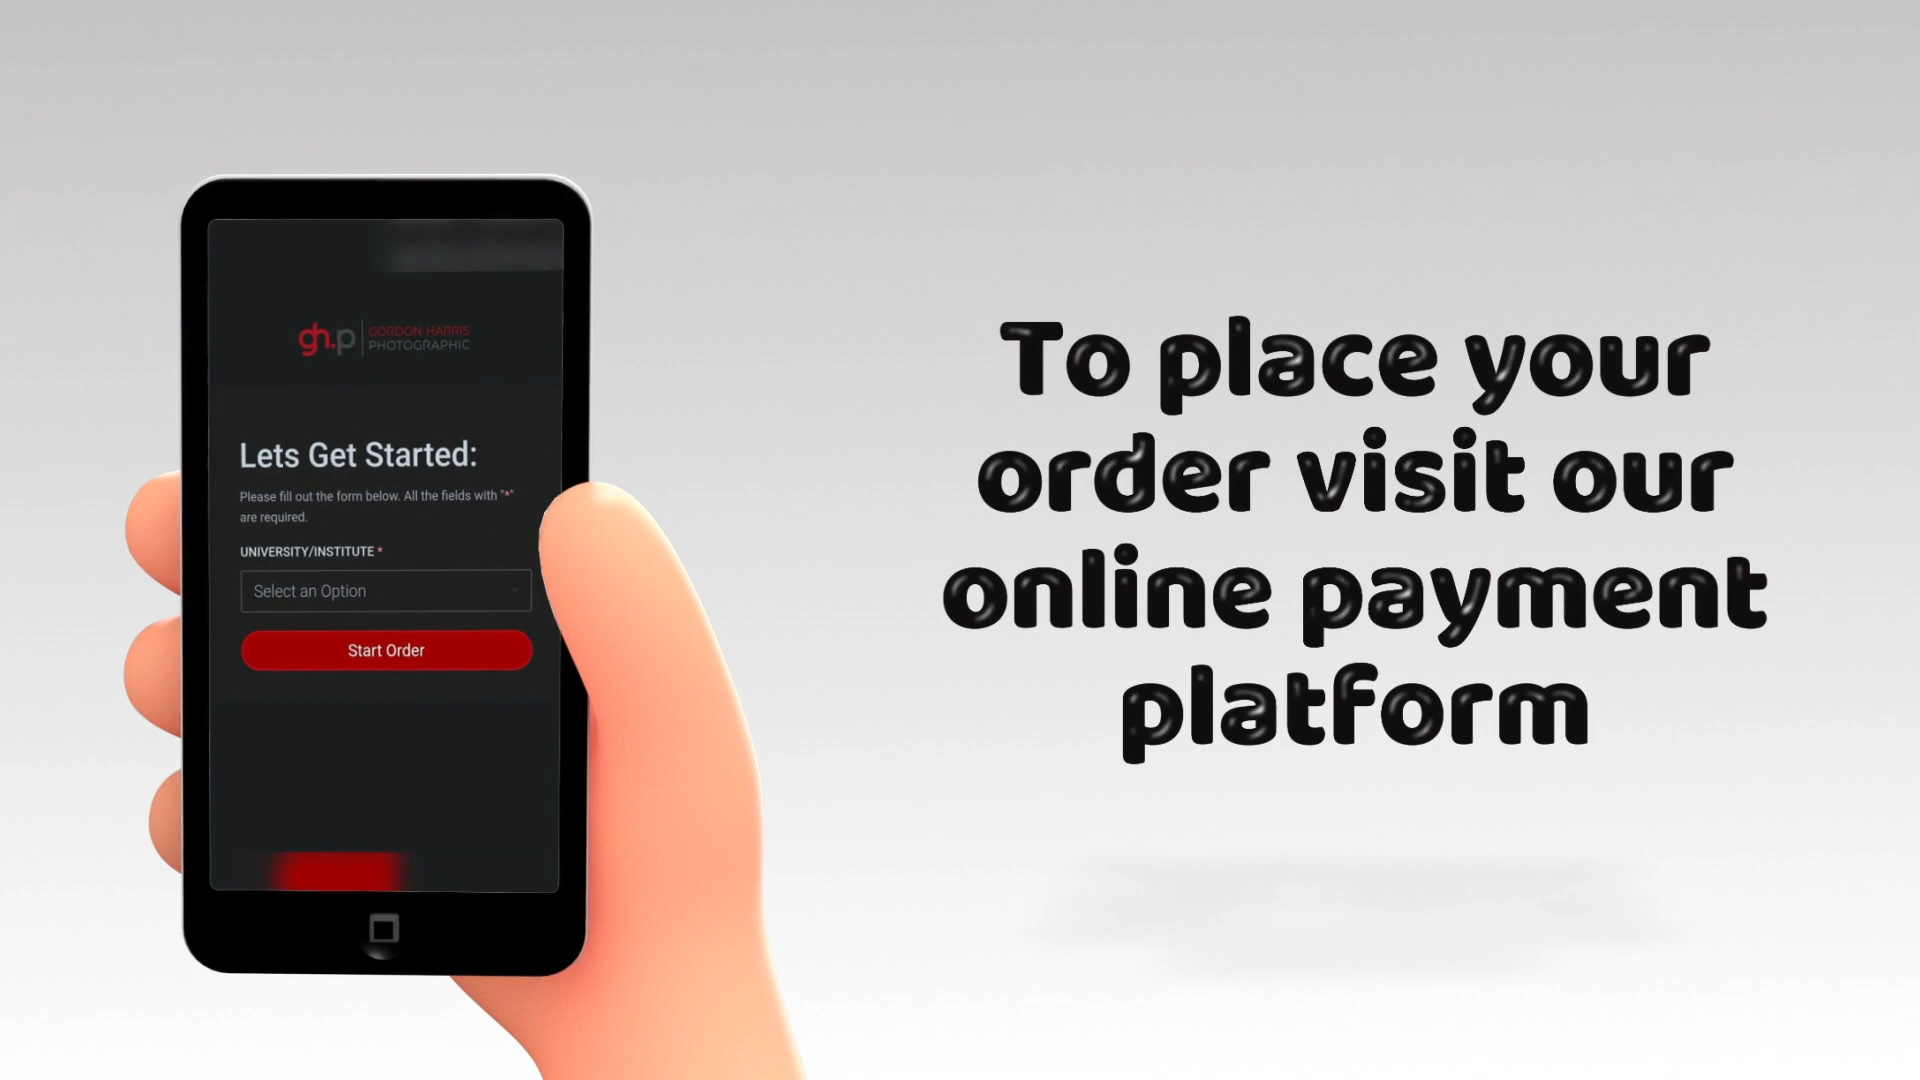 gh.p
GORDON HARRIS
PHOTOGRAPHIC
Lets Get Started:
Please fill out the form below. All the fields with "*"
are required.
UNIVERSITY/INSTITUTE *
Select an Option
Start Order
To place your
order visit our
online payment
platform